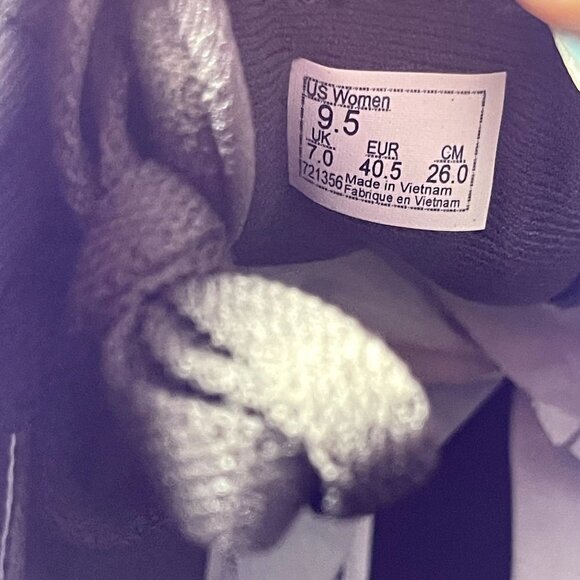 US Women
9.5
UK EUR CM
7.0 40.5 26.0
721356 Made in Vietnam
Fabrique en Vietnam